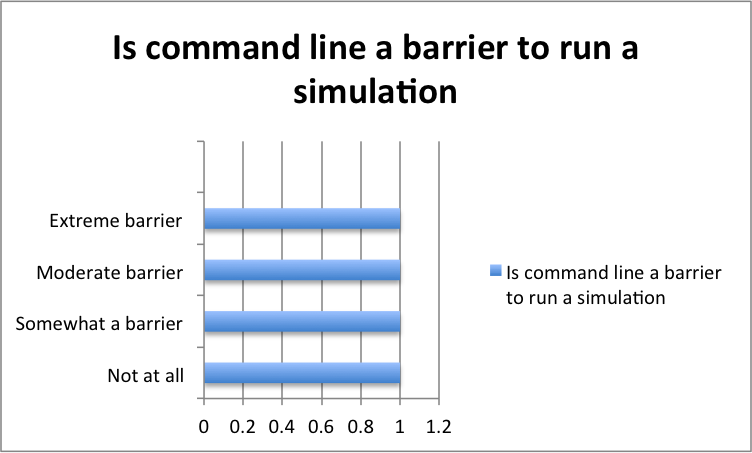 Is command line a barrier to run a
simulation
Extreme barrier
Moderate barrier
Somewhat a barrier
Not at all
0 0.2 0.4 0.6 0.8 1 1.2
Is command line a barrier
to run a simulation